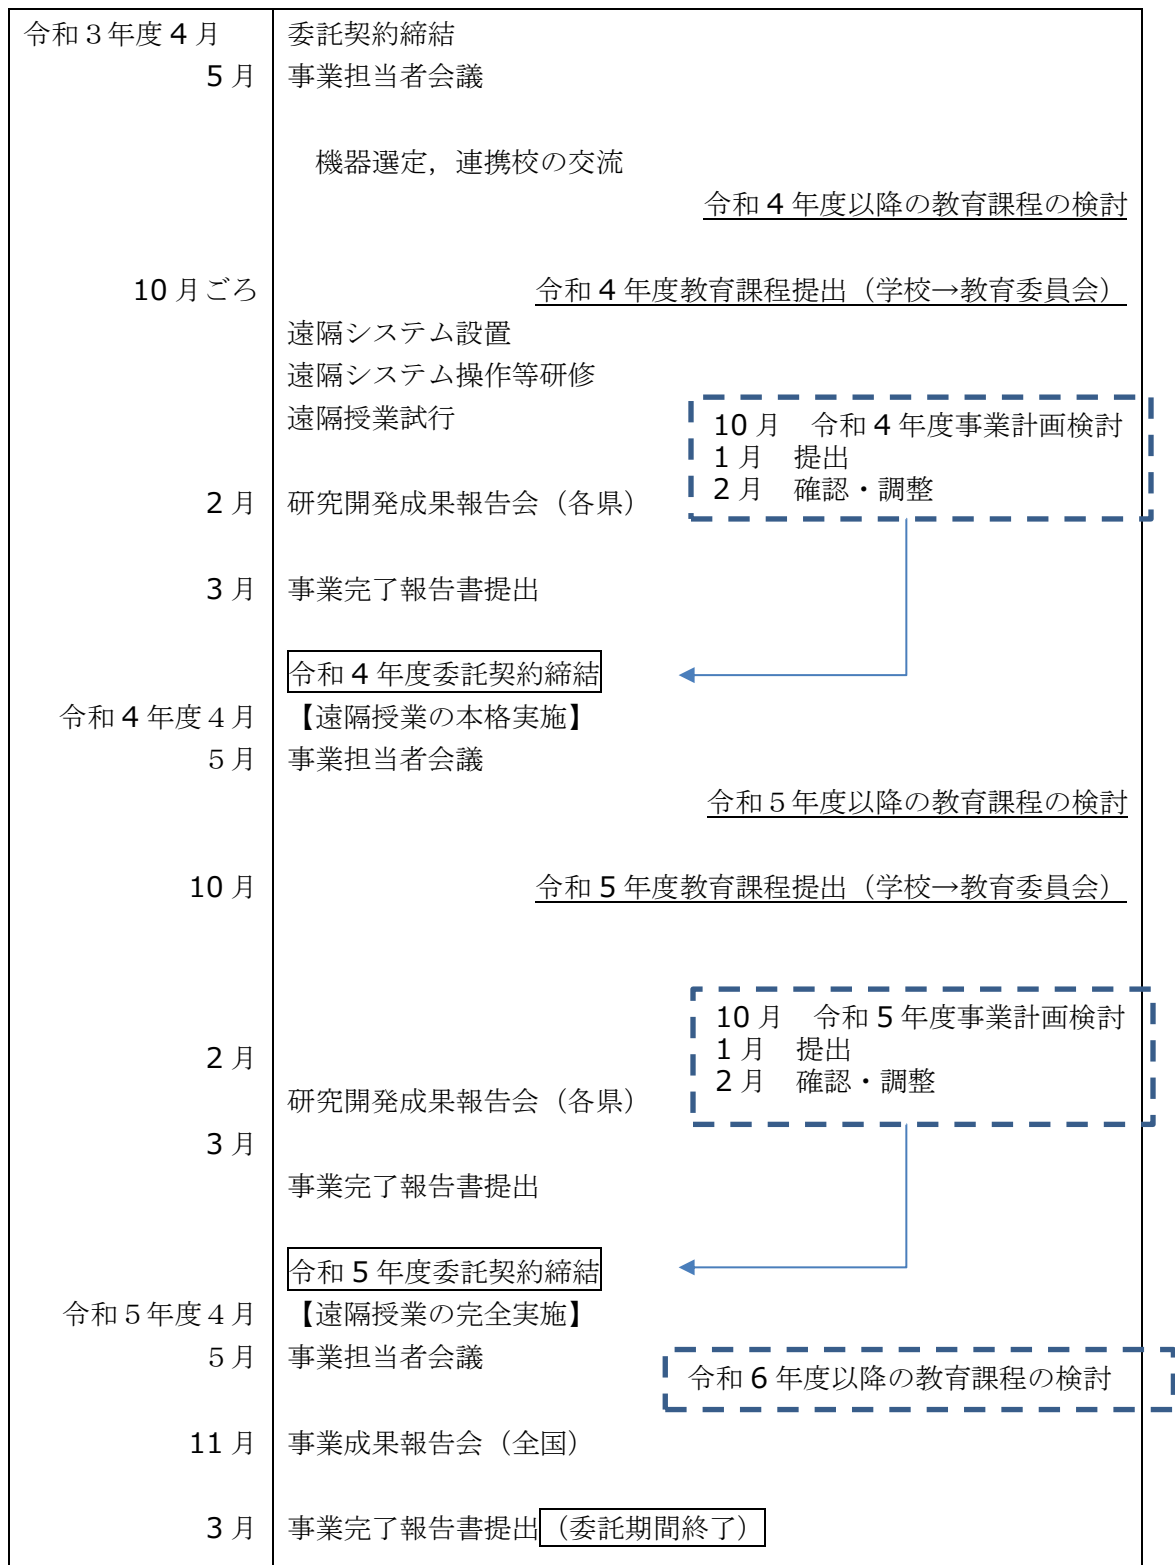 令和３年度 4 月 委託契約締結
5 月 事業担当者会議
機器選定，連携校の交流
令和 4 年度以降の教育課程の検討
10 月ごろ 令和 4 年度教育課程提出（学校→教育委員会）
遠隔システム設置
遠隔システム操作等研修
遠隔授業試行
10 月　令和 4 年度事業計画検討
1 月　提出
2 月　確認・調整
2 月 研究開発成果報告会（各県）
3 月 事業完了報告書提出
令和 4 年度委託契約締結
令和 4 年度４月 【遠隔授業の本格実施】
５月 事業担当者会議
令和５年度以降の教育課程の検討
10 月 令和 5 年度教育課程提出（学校→教育委員会）
10 月　令和 5 年度事業計画検討
1 月　提出
2 月　確認・調整
2 月
研究開発成果報告会（各県）
3 月
事業完了報告書提出
令和 5 年度委託契約締結
令和５年度４月 【遠隔授業の完全実施】
５月 事業担当者会議
令和 6 年度以降の教育課程の検討
11 月 事業成果報告会（全国）
3 月 事業完了報告書提出（委託期間終了）